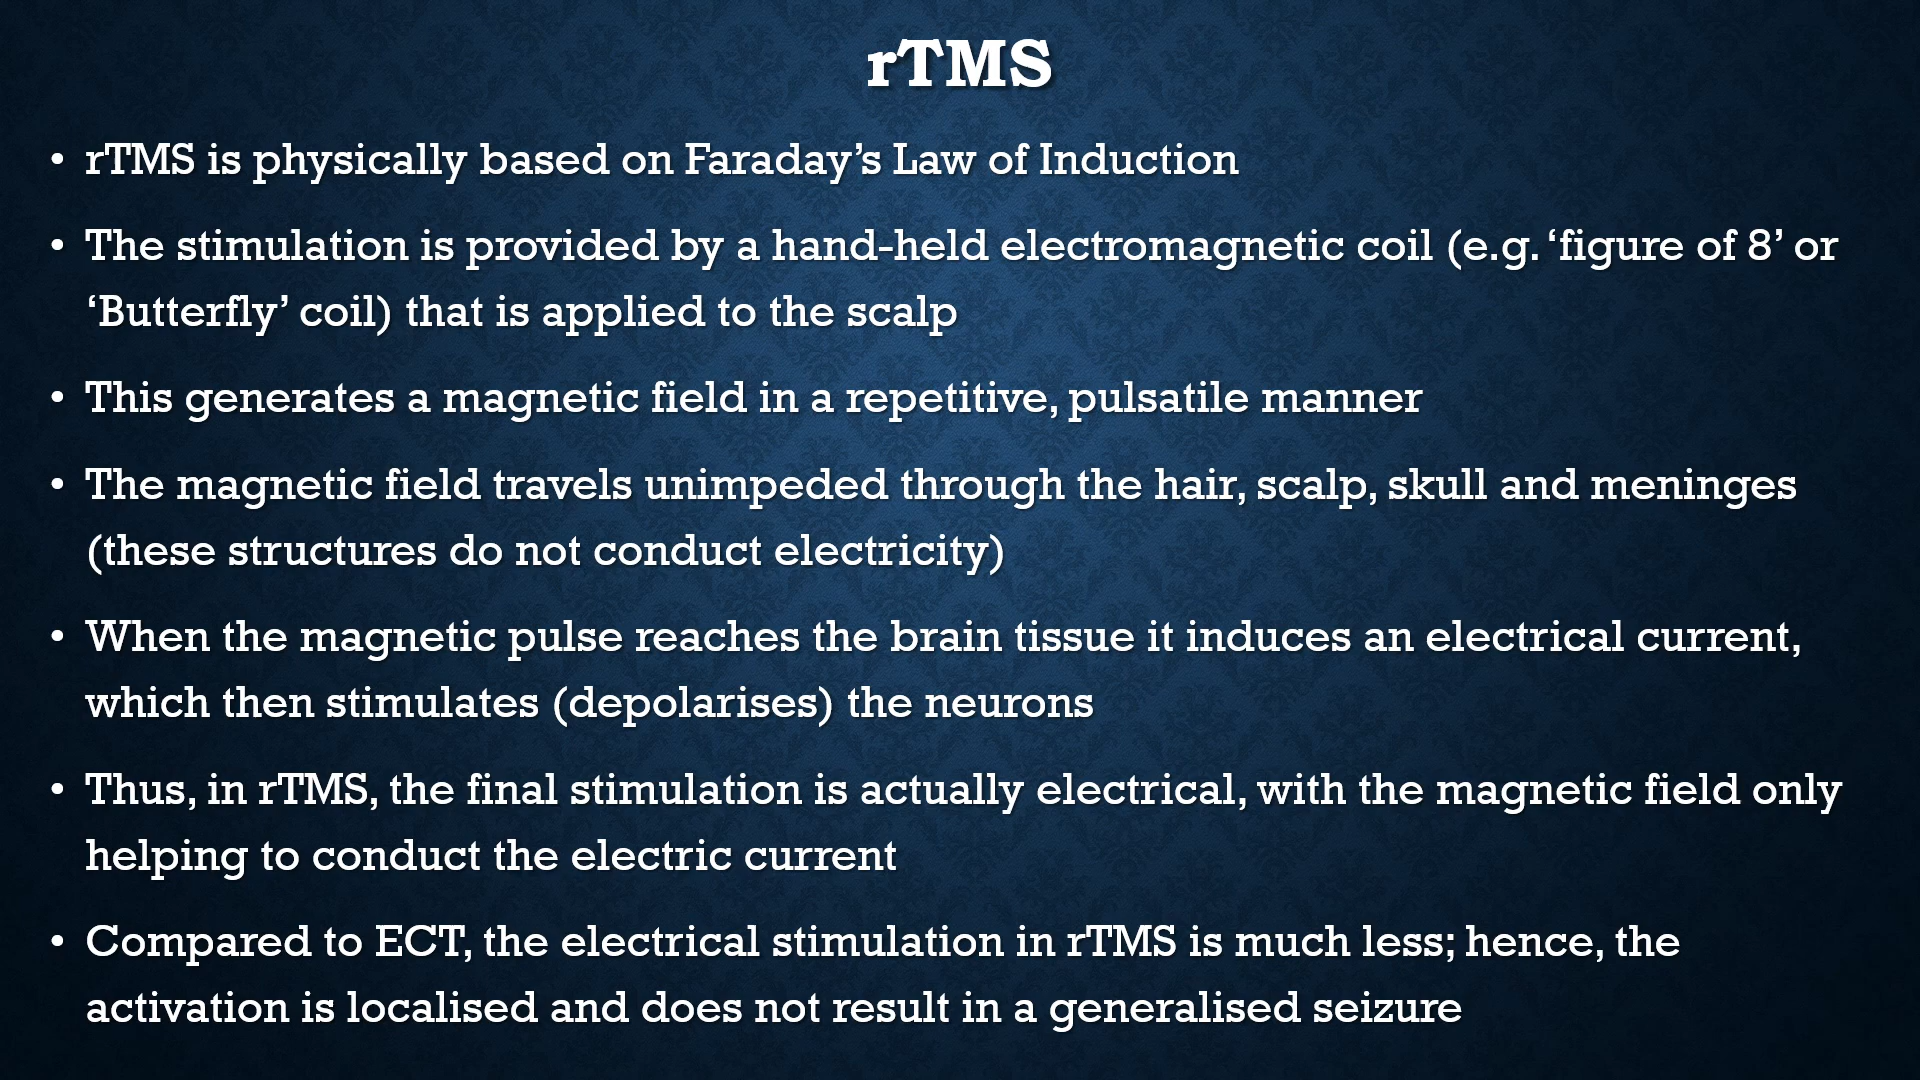 rTMS
• rTMS is physically based on Faraday’s Law of Induction
• The stimulation is provided by a hand-held electromagnetic coil (e.g. ‘figure of 8’ or
‘Butterfly’ coil) that is applied to the scalp
• This generates a magnetic field in a repetitive, pulsatile manner
• The magnetic field travels unimpeded through the hair, scalp, skull and meninges
(these structures do not conduct electricity)
• When the magnetic pulse reaches the brain tissue it induces an electrical current,
which then stimulates (depolarises) the neurons
• Thus, in rTMS, the final stimulation is actually electrical, with the magnetic field only
helping to conduct the electric current
• Compared to ECT, the electrical stimulation in rTMS is much less; hence, the
activation is localised and does not result in a generalised seizure